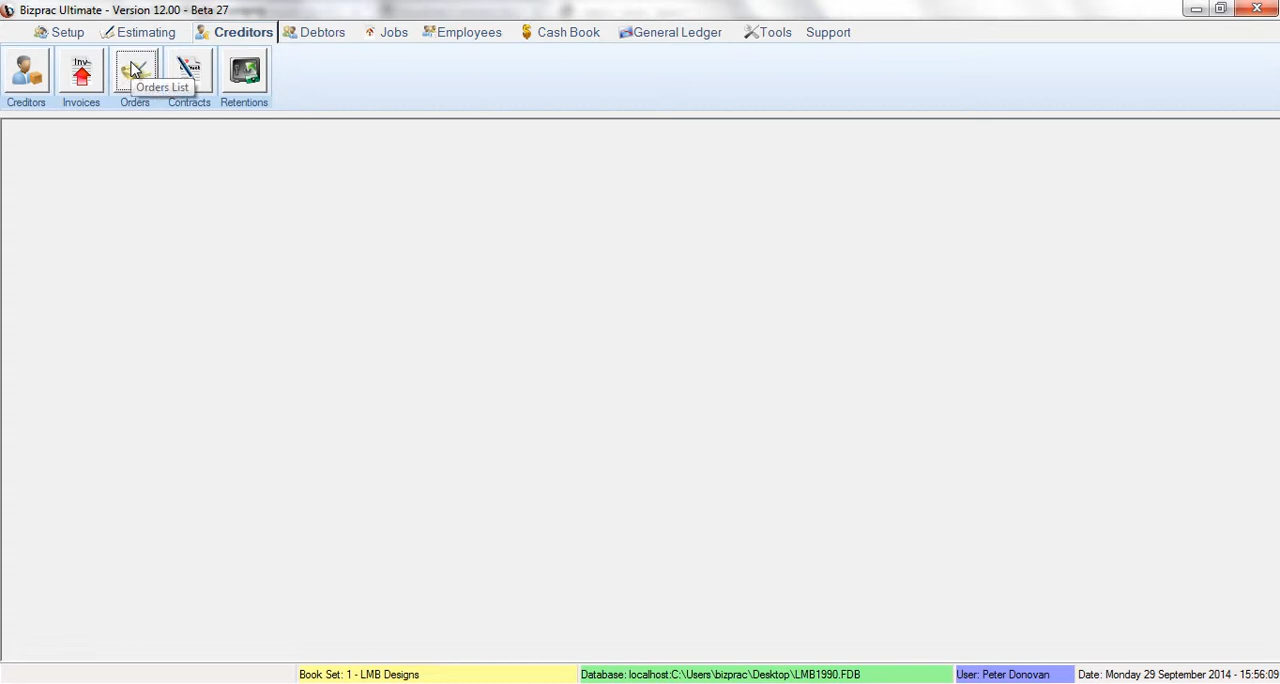 Bizprac Ultimate - Version 12.00 - Beta 27
Setup Estimating Creditors Debtors Jobs Employees Cash Book General Ledger Tools Support
Inv
Orders List
Creditors Invoices Orders Contracts Retentions
Book Set: 1 - LMB Designs Database: localhost:C:\Users\bizprac\Desktop\LMB1990.FDB User: Peter Donovan Date: Monday 29 September 2014 - 15:56:09